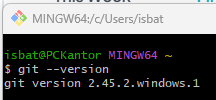 MINGW64:/c/Users/isbat
isbat@PCKantor MINGW64 ~
$ git --version
git version 2.45.2.windows.1